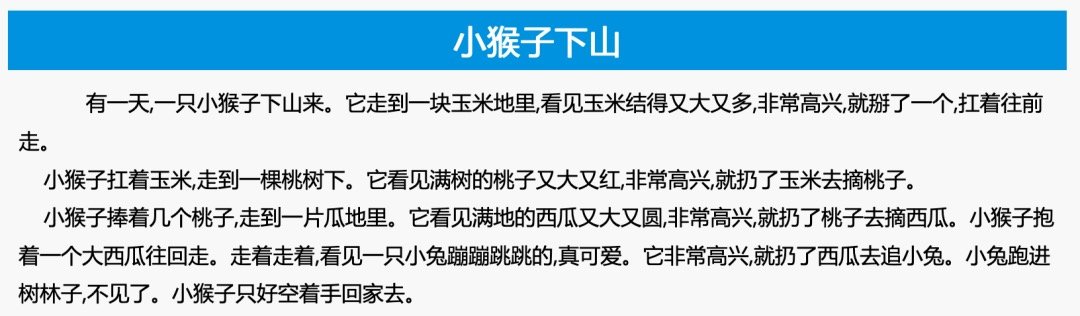 小猴子下山
有一天,一只小猴子下山来。它走到一块玉米地里,看见玉米结得又大又多,非常高兴,就掰了一个,扛着往前
走。
小猴子扛着玉米,走到一棵桃树下。它看见满树的桃子又大又红,非常高兴,就扔了玉米去摘桃子。
小猴子捧着几个桃子,走到一片瓜地里。它看见满地的西瓜又大又圆,非常高兴,就扔了桃子去摘西瓜。小猴子抱
着一个大西瓜往回走。走着走着,看见一只小兔蹦蹦跳跳的,真可爱。它非常高兴,就扔了西瓜去追小兔。小兔跑进
树林子,不见了。小猴子只好空着手回家去。